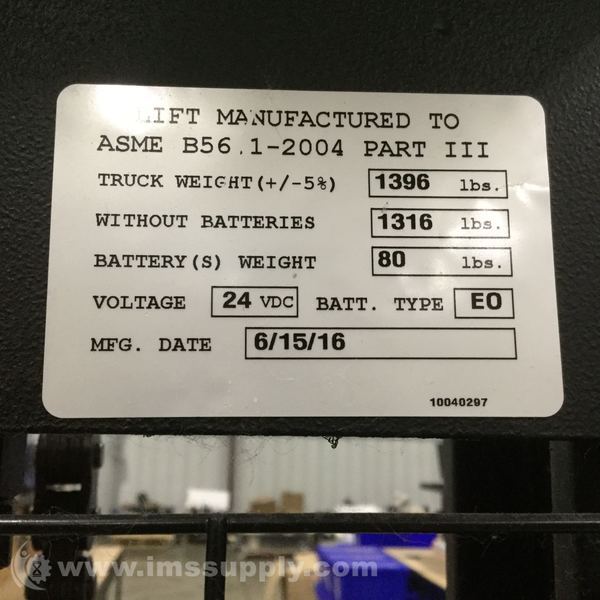 LIFT MANUFACTURED TO
ASME B56.1-2004 PART III
TRUCK WEIGHT(+/-5%) 1396 lbs.
WITHOUT BATTERIES 1316 lbs.
BATTERY(S) WEIGHT 80 lbs.
VOLTAGE 24 VDC BATT. TYPE EO
MFG. DATE 6/15/16
10040297
www.imssupply.com